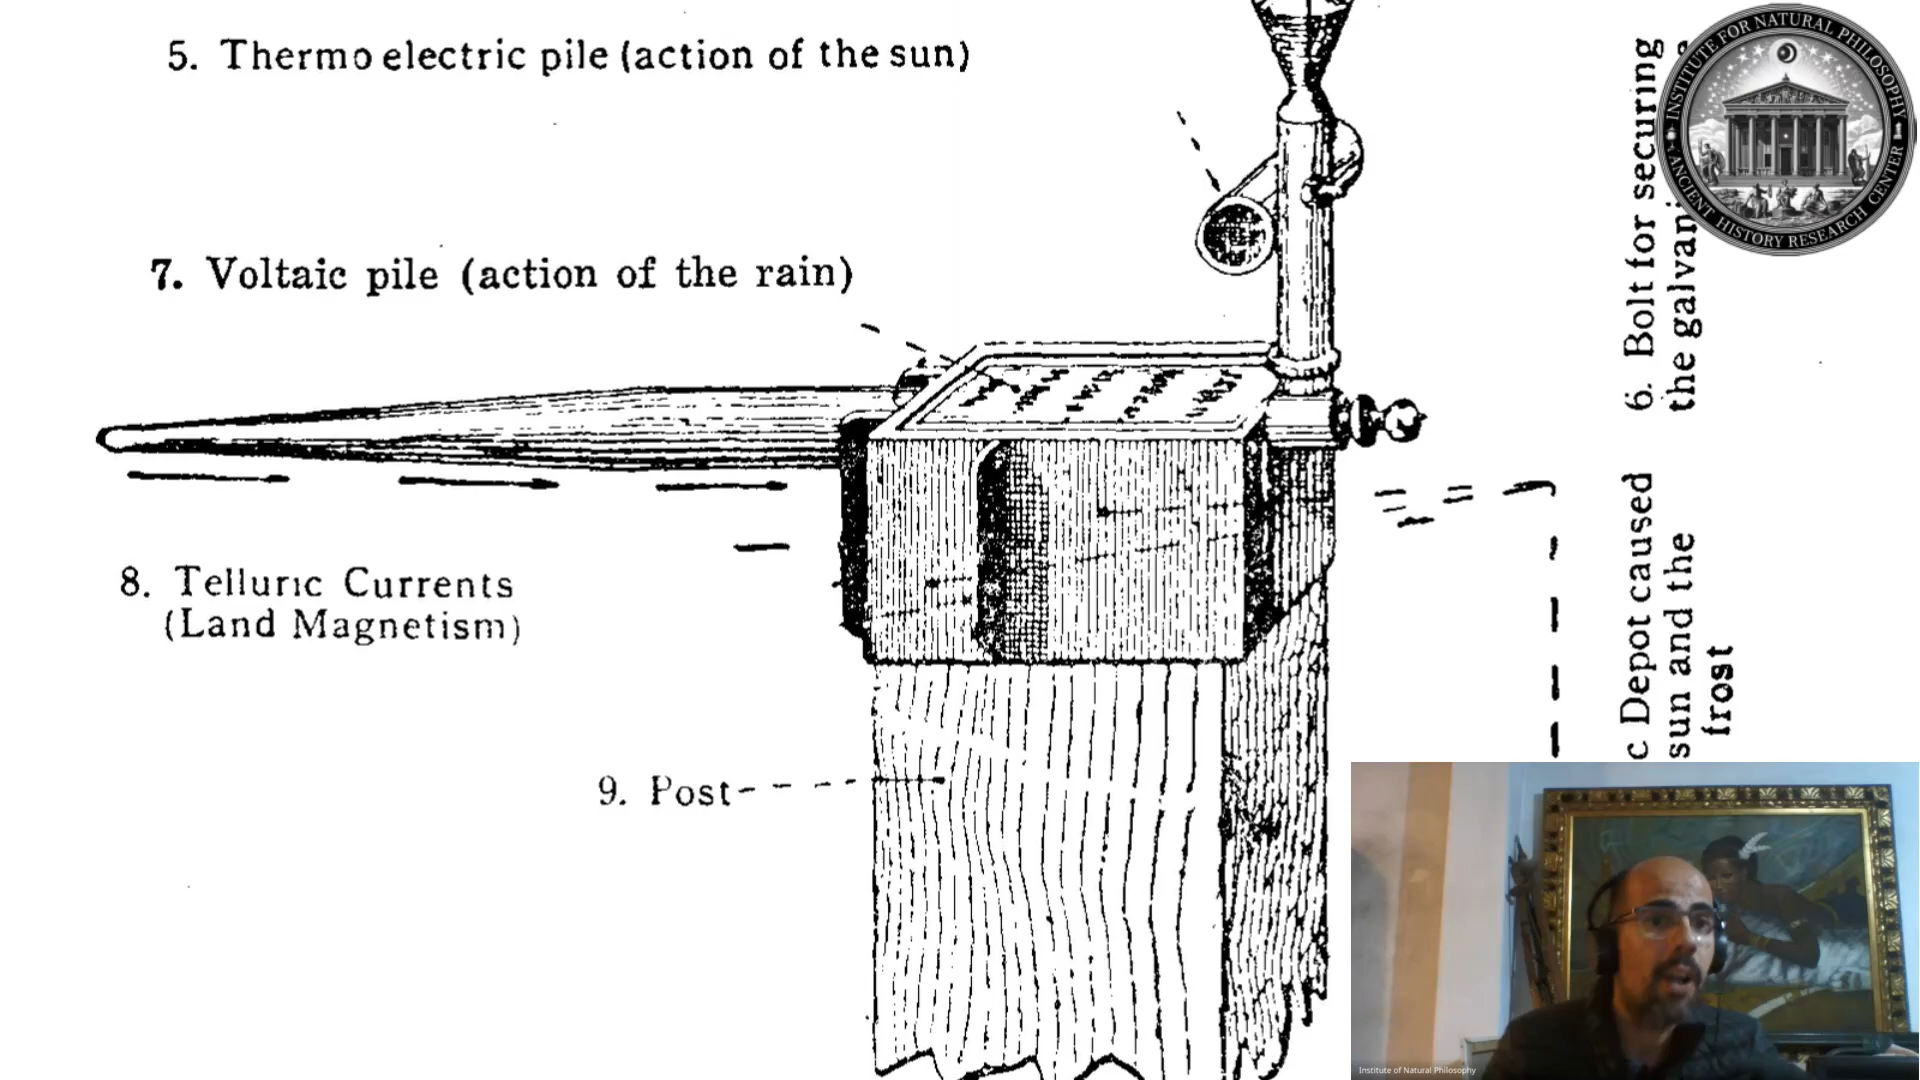 5. Thermo electric pile (action of the sun)
7. Voltaic pile (action of the rain)
8. Telluric Currents
(Land Magnetism)
9. Post
6. Bolt for securing
the galvani
c Depot caused
sun and the
frost
INSTITUTE FOR NATURAL PHILOSOPHY
ANCIENT HISTORY RESEARCH CENTER
Institute of Natural Philosophy